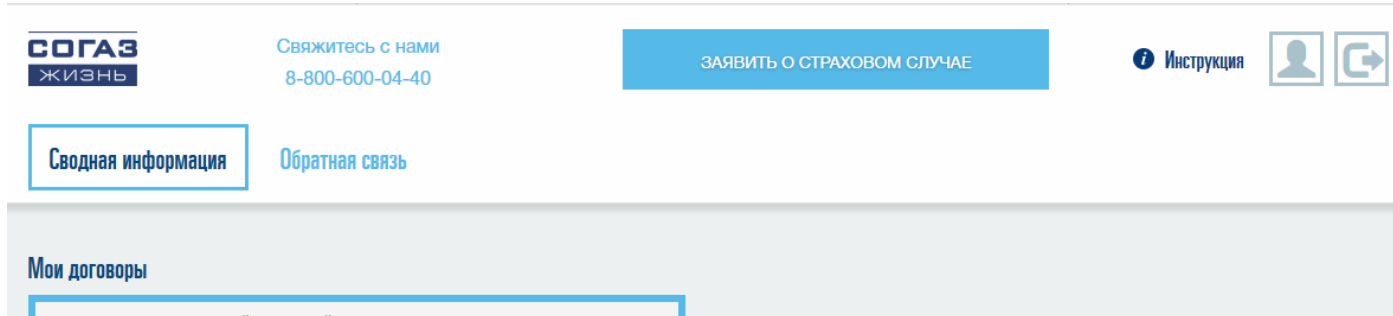 СОГАЗ
ЖИЗНЬ
Свяжитесь с нами
8-800-600-04-40
ЗАЯВИТЬ О СТРАХОВОМ СЛУЧАЕ
i Инструкция
Сводная информация
Обратная связь
Мои договоры